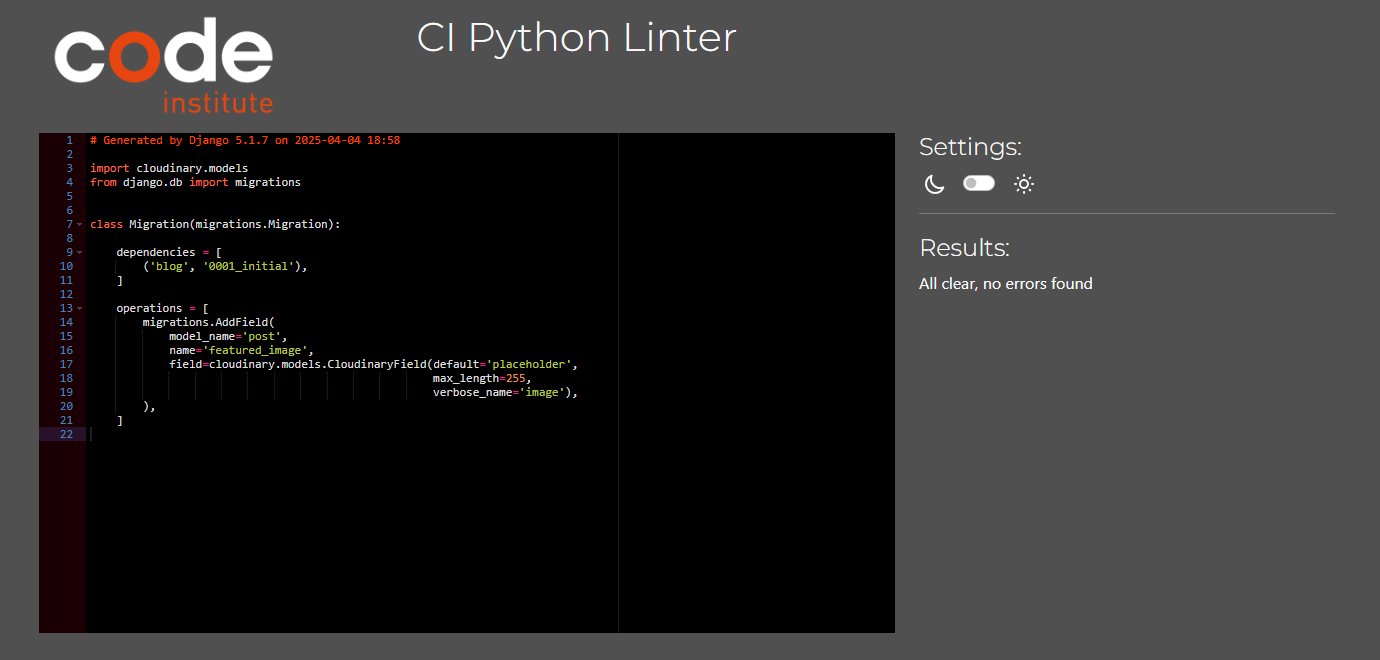 code
institute
CI Python Linter
1 # Generated by Django 5.1.7 on 2025-04-04 18:58
2
3 import cloudinary.models
4 from django.db import migrations
5
6
7 class Migration(migrations.Migration):
8
9     dependencies = [
10         ('blog', '0001_initial'),
11     ]
12
13     operations = [
14         migrations.AddField(
15             model_name='post',
16             name='featured_image',
17             field=cloudinary.models.CloudinaryField(default='placeholder',
18                                                     max_length=255,
19                                                     verbose_name='image'),
20         ),
21     ]
22
Settings:
Results:
All clear, no errors found